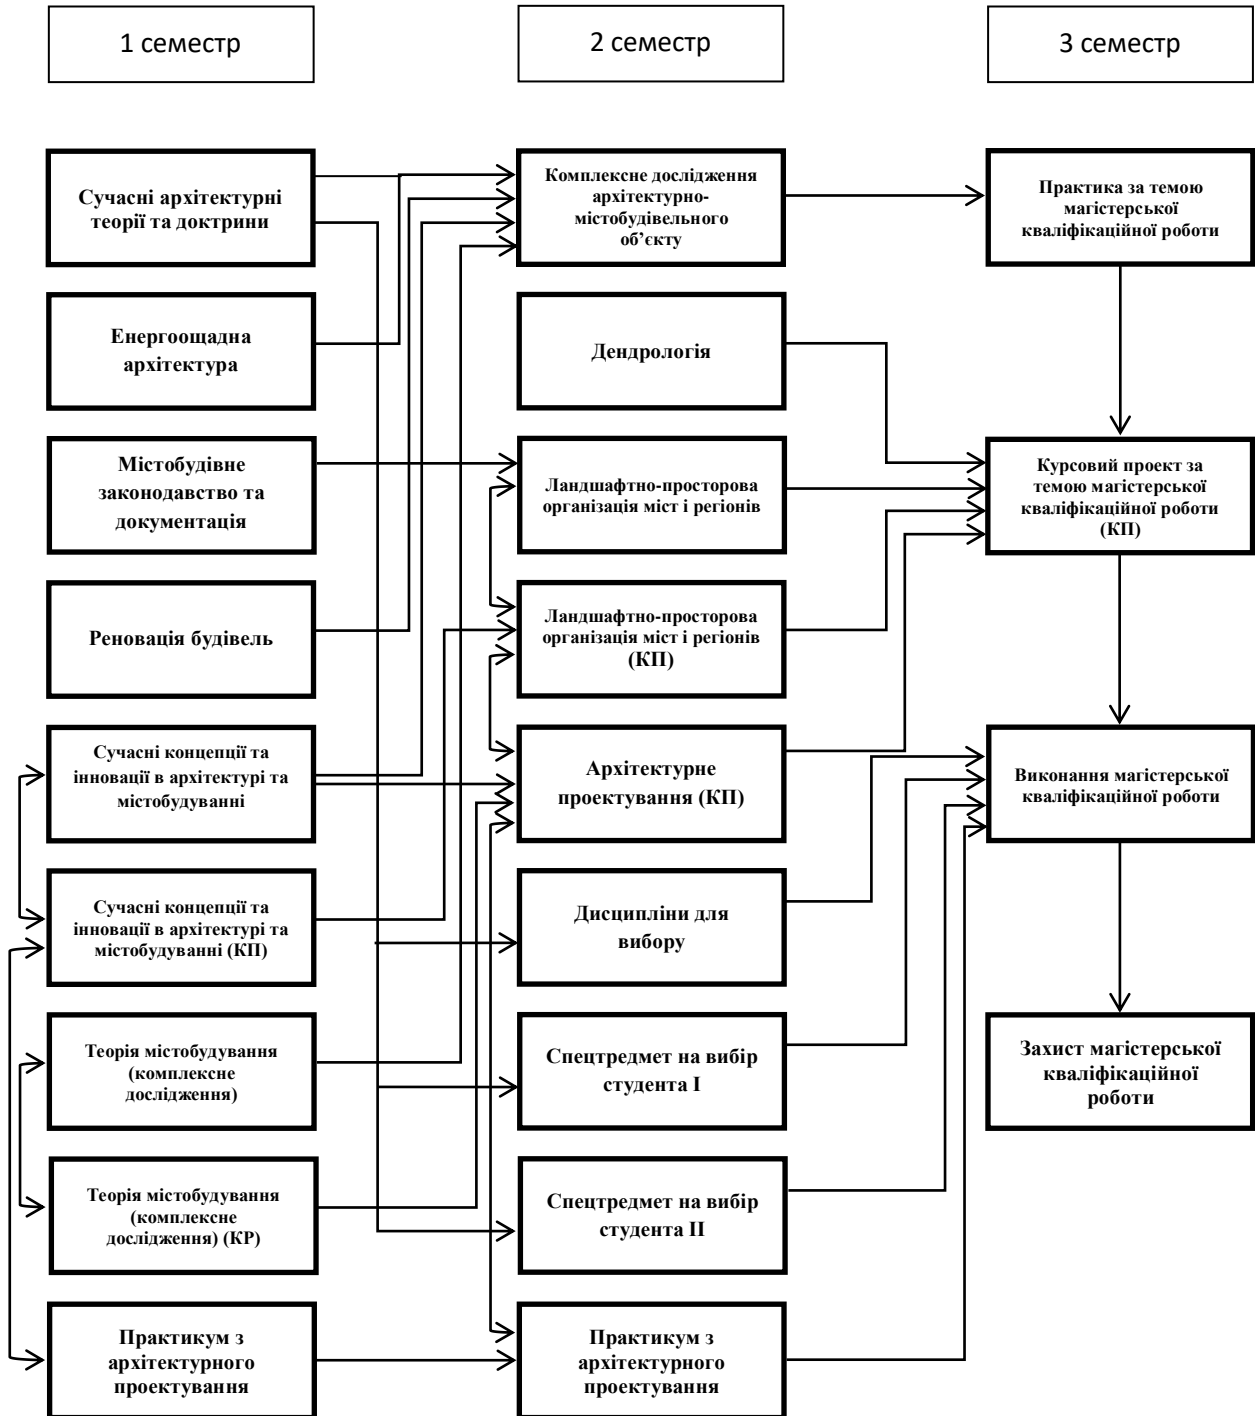 1 семестр
2 семестр
3 семестр
Сучасні архітектурні
теорії та доктрини
Енергоощадна
архітектура
Містобудівне
законодавство та
документація
Реновація будівель
Сучасні концепції та
інновації в архітектурі та
містобудуванні
Сучасні концепції та
інновації в архітектурі та
містобудуванні (КП)
Теорія містобудування
(комплексне
дослідження)
Теорія містобудування
(комплексне
дослідження) (КР)
Практикум з
архітектурного
проектування
Комплексне дослідження
архітектурно-
містобудівельного
об’єкту
Дендрологія
Ландшафтно-просторова
організація міст і регіонів
Ландшафтно-просторова
організація міст і регіонів
(КП)
Архітектурне
проектування (КП)
Дисципліни для
вибору
Спецтредмет на вибір
студента І
Спецтредмет на вибір
студента ІІ
Практикум з
архітектурного
проектування
Практика за темою
магістерської
кваліфікаційної роботи
Курсовий проект за
темою магістерської
кваліфікаційної роботи
(КП)
Виконання магістерської
кваліфікаційної роботи
Захист магістерської
кваліфікаційної
роботи